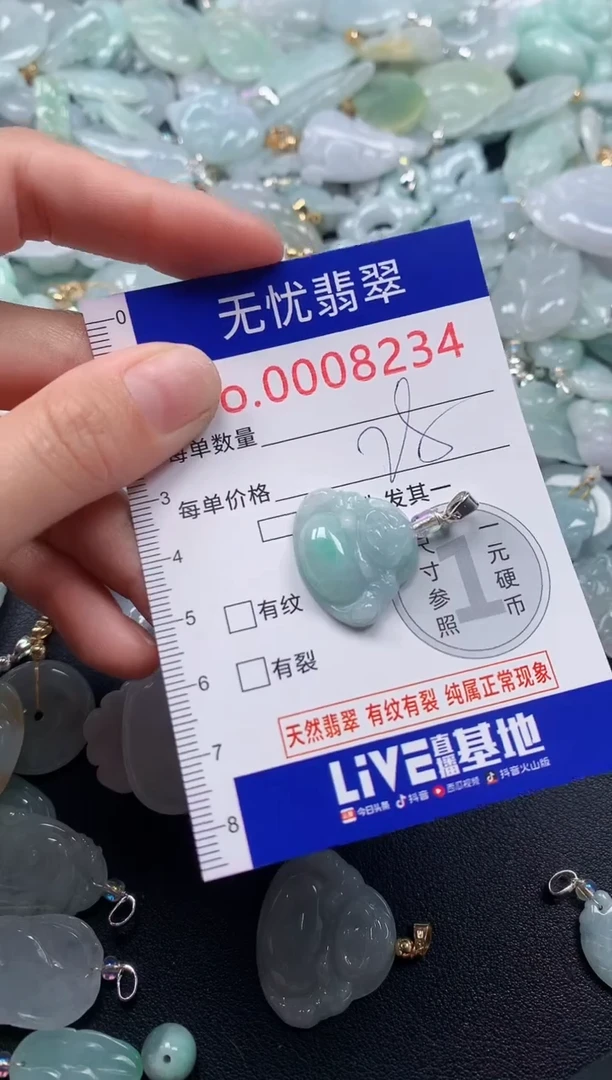 0
无忧翡翠
o.0008234
每单数量
28
3
每单价格
发其一
4
尺寸参照
1
一元硬币
5
有纹
6
有裂
天然翡翠 有纹有裂 纯属正常现象
7
LiVE直播基地
8
今日头条 抖音 西瓜视频 抖音火山版